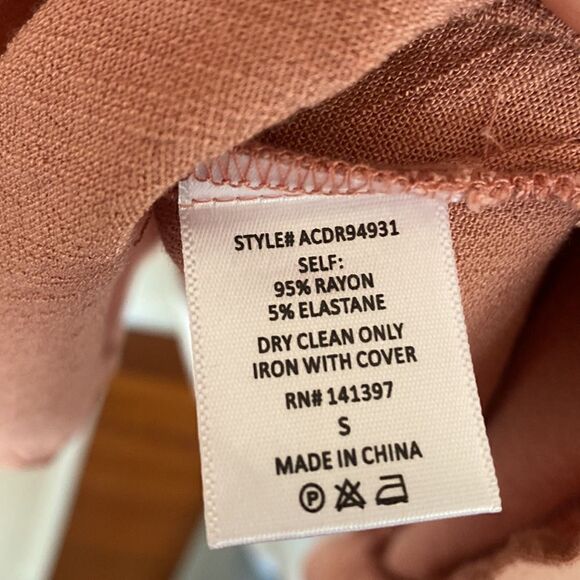 STYLE# ACDR94931
SELF:
95% RAYON
5% ELASTANE
DRY CLEAN ONLY
IRON WITH COVER
RN# 141397
S
MADE IN CHINA
P